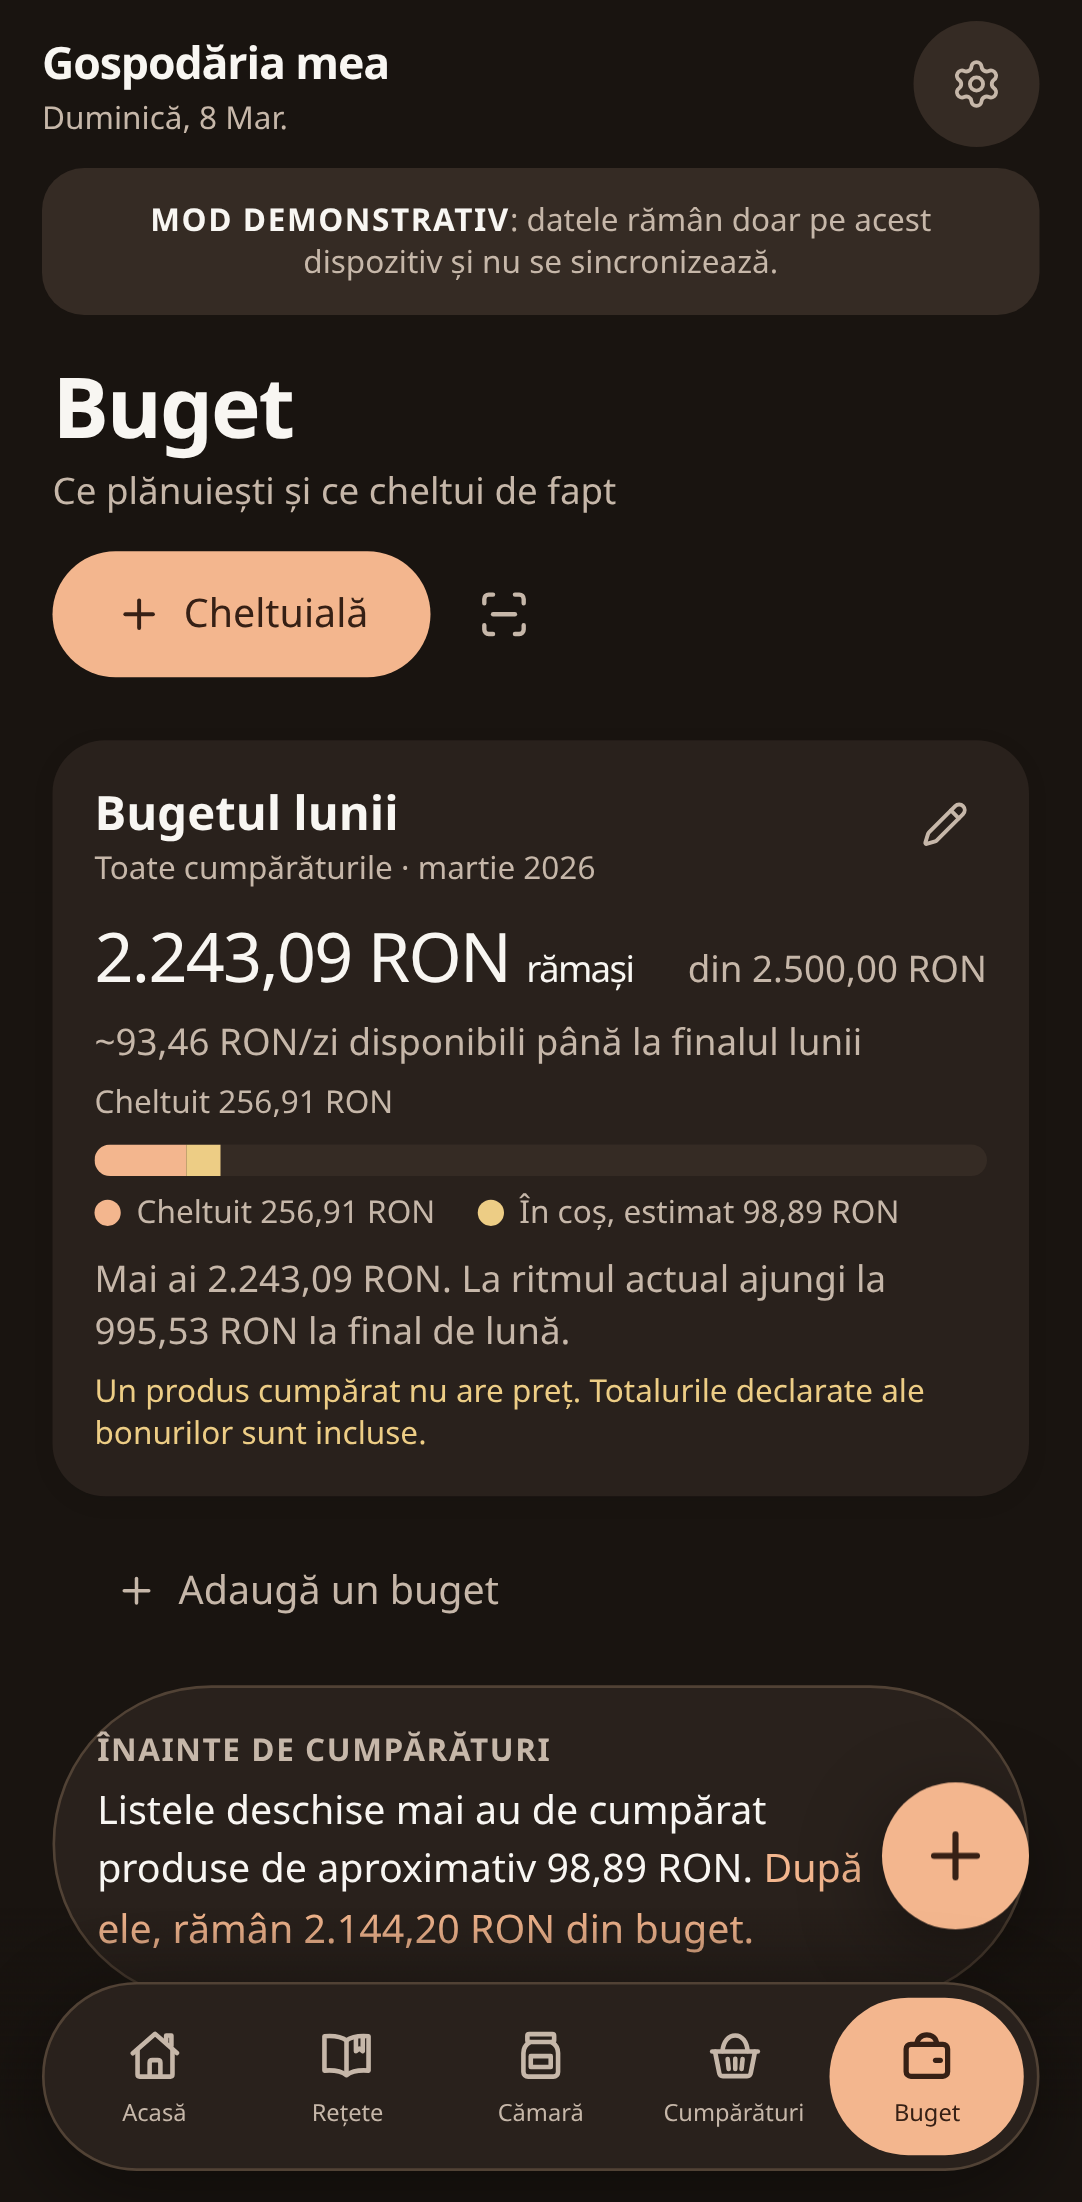 Gospodăria mea
Duminică, 8 Mar.
MOD DEMONSTRATIV: datele rămân doar pe acest
dispozitiv și nu se sincronizează.
Buget
Ce plănuiești și ce cheltui de fapt
Cheltuială
Bugetul lunii
Toate cumpărăturile · martie 2026
2.243,09 RON rămași din 2.500,00 RON
~93,46 RON/zi disponibili până la finalul lunii
Cheltuit 256,91 RON
Cheltuit 256,91 RON În coș, estimat 98,89 RON
Mai ai 2.243,09 RON. La ritmul actual ajungi la
995,53 RON la final de lună.
Un produs cumpărat nu are preț. Totalurile declarate ale
bonurilor sunt incluse.
Adaugă un buget
ÎNAINTE DE CUMPĂRĂTURI
Listele deschise mai au de cumpărat
produse de aproximativ 98,89 RON. După
ele, rămân 2.144,20 RON din buget.
Acasă Rețete Cămară Cumpărături Buget